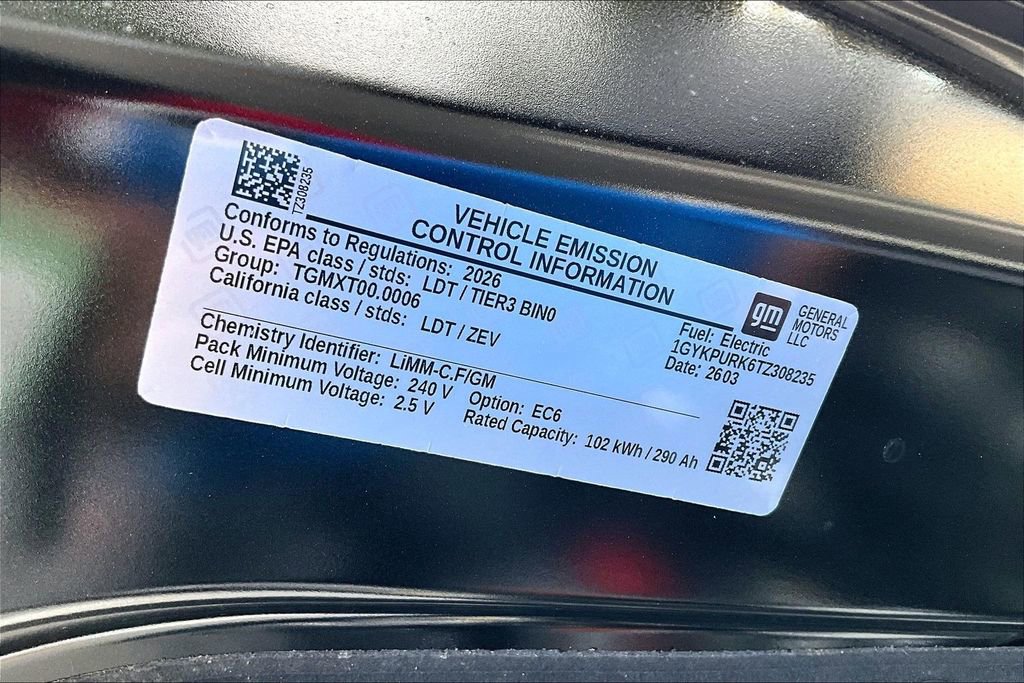 TZ308235
VEHICLE EMISSION
CONTROL INFORMATION
Conforms to Regulations: 2026
U.S. EPA class / stds: LDT / TIER3 BIN0
Group: TGMXT00.0006
California class / stds: LDT / ZEV
gm
GENERAL
MOTORS
LLC
Fuel: Electric
1GYKPURK6TZ308235
Date: 2603
Chemistry Identifier: LiMM-C.F/GM
Pack Minimum Voltage: 240 V Option: EC6
Cell Minimum Voltage: 2.5 V Rated Capacity: 102 kWh / 290 Ah